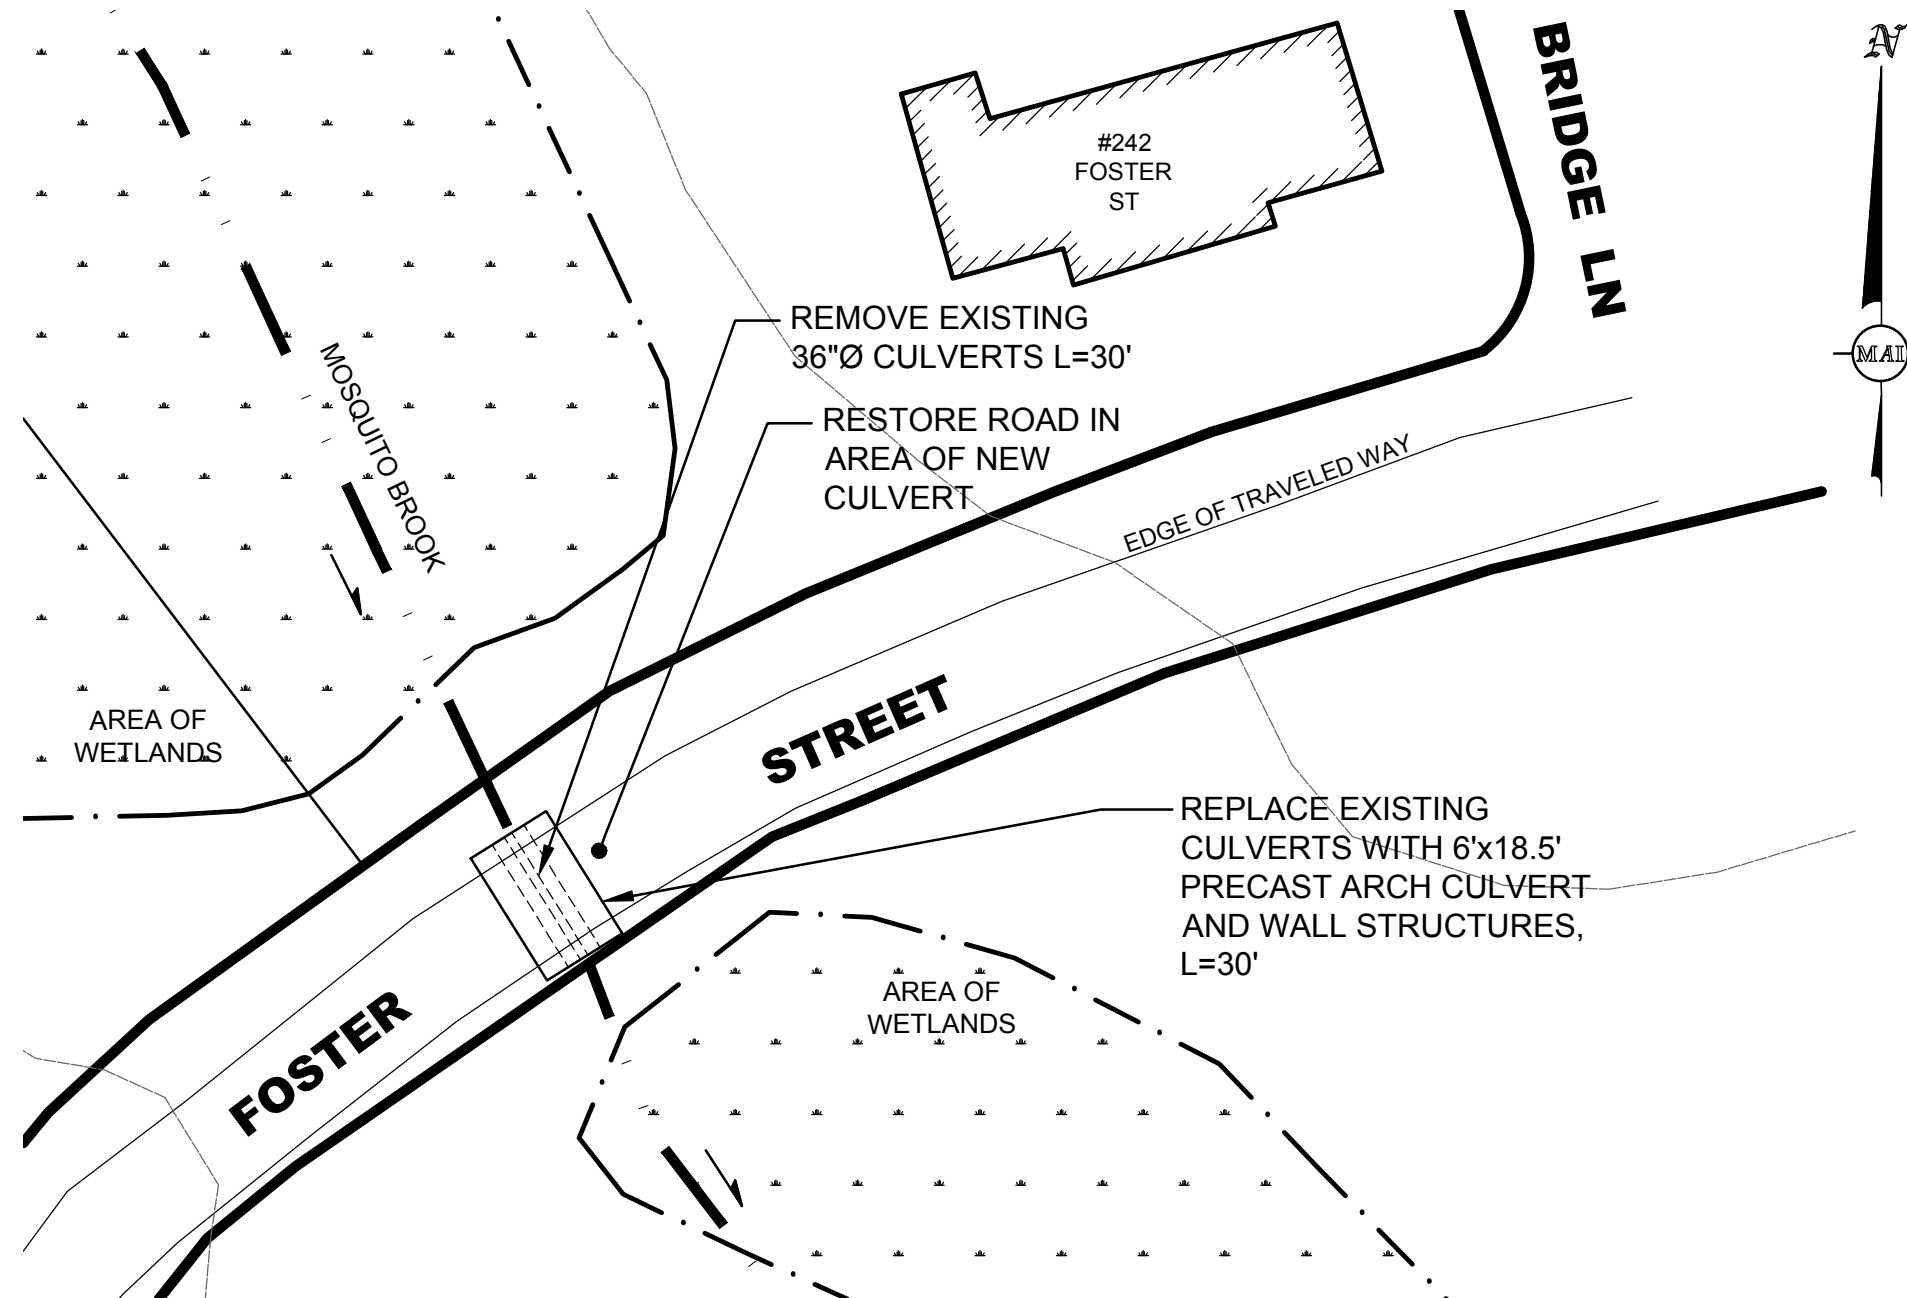 N
BRIDGE LN
#242
FOSTER
ST
MAI
REMOVE EXISTING
36"Ø CULVERTS L=30'
RESTORE ROAD IN
AREA OF NEW
CULVERT
MOSQUITO BROOK
EDGE OF TRAVELED WAY
AREA OF
WETLANDS
STREET
REPLACE EXISTING
CULVERTS WITH 6'x18.5'
PRECAST ARCH CULVERT
AND WALL STRUCTURES,
L=30'
AREA OF
WETLANDS
FOSTER